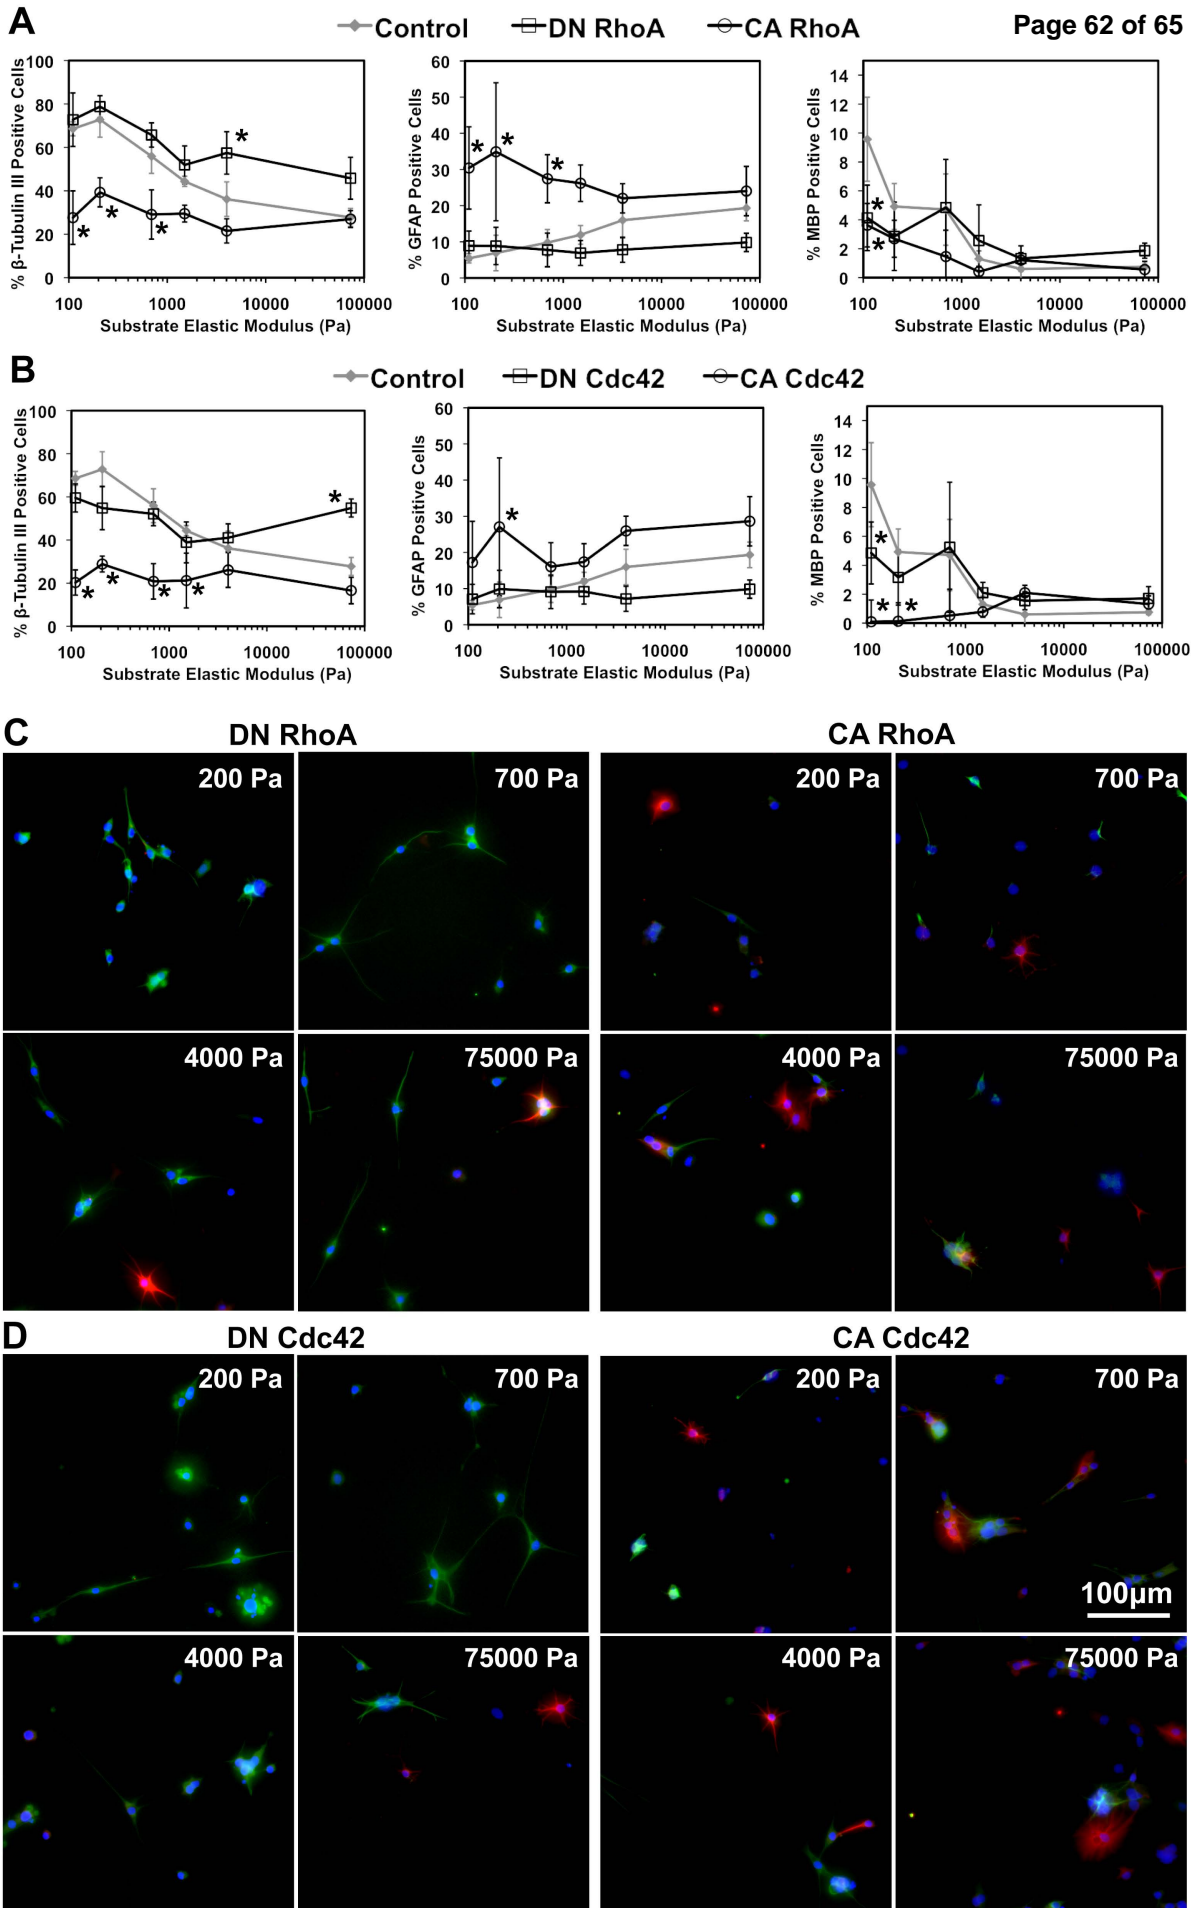 A
Control DN RhoA CA RhoA
Page 62 of 65
% β-Tubulin III Positive Cells
100
80
60
40
20
0
100 1000 10000 100000
Substrate Elastic Modulus (Pa)
* * * *
% GFAP Positive Cells
60
50
40
30
20
10
0
100 1000 10000 100000
Substrate Elastic Modulus (Pa)
* * *
% MBP Positive Cells
14
12
10
8
6
4
2
0
100 1000 10000 100000
Substrate Elastic Modulus (Pa)
* *
B
Control DN Cdc42 CA Cdc42
% β-Tubulin III Positive Cells
100
80
60
40
20
0
100 1000 10000 100000
Substrate Elastic Modulus (Pa)
* * * * *
% GFAP Positive Cells
60
50
40
30
20
10
0
100 1000 10000 100000
Substrate Elastic Modulus (Pa)
*
% MBP Positive Cells
14
12
10
8
6
4
2
0
100 1000 10000 100000
Substrate Elastic Modulus (Pa)
* * *
C
DN RhoA CA RhoA
200 Pa 700 Pa 200 Pa 700 Pa
4000 Pa 75000 Pa 4000 Pa 75000 Pa
D
DN Cdc42 CA Cdc42
200 Pa 700 Pa 200 Pa 700 Pa
100μm
4000 Pa 75000 Pa 4000 Pa 75000 Pa